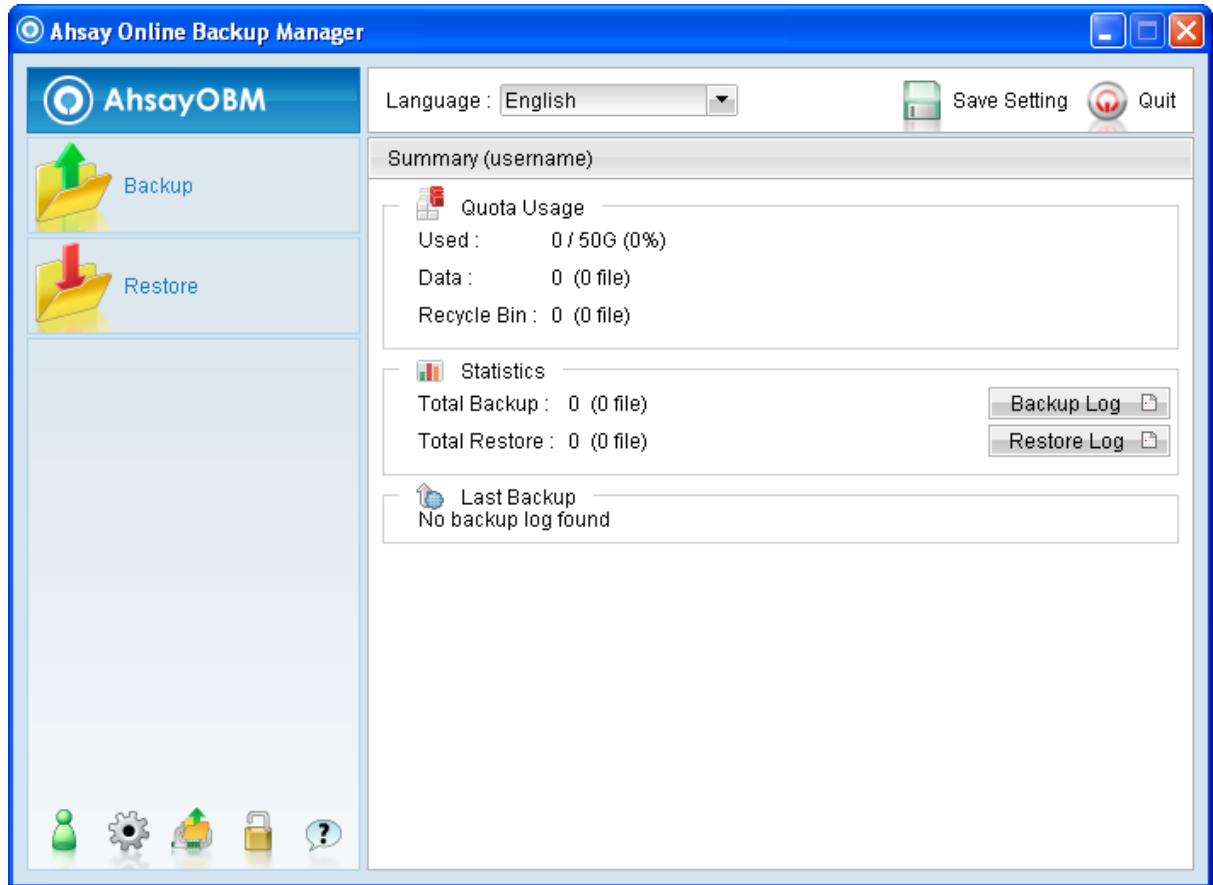 Ahsay Online Backup Manager
AhsayOBM
Language : English
Save Setting
Quit
Backup
Restore
Summary (username)
Quota Usage
Used : 0 / 50G (0%)
Data : 0 (0 file)
Recycle Bin : 0 (0 file)
Statistics
Total Backup : 0 (0 file)
Backup Log
Total Restore : 0 (0 file)
Restore Log
Last Backup
No backup log found
?